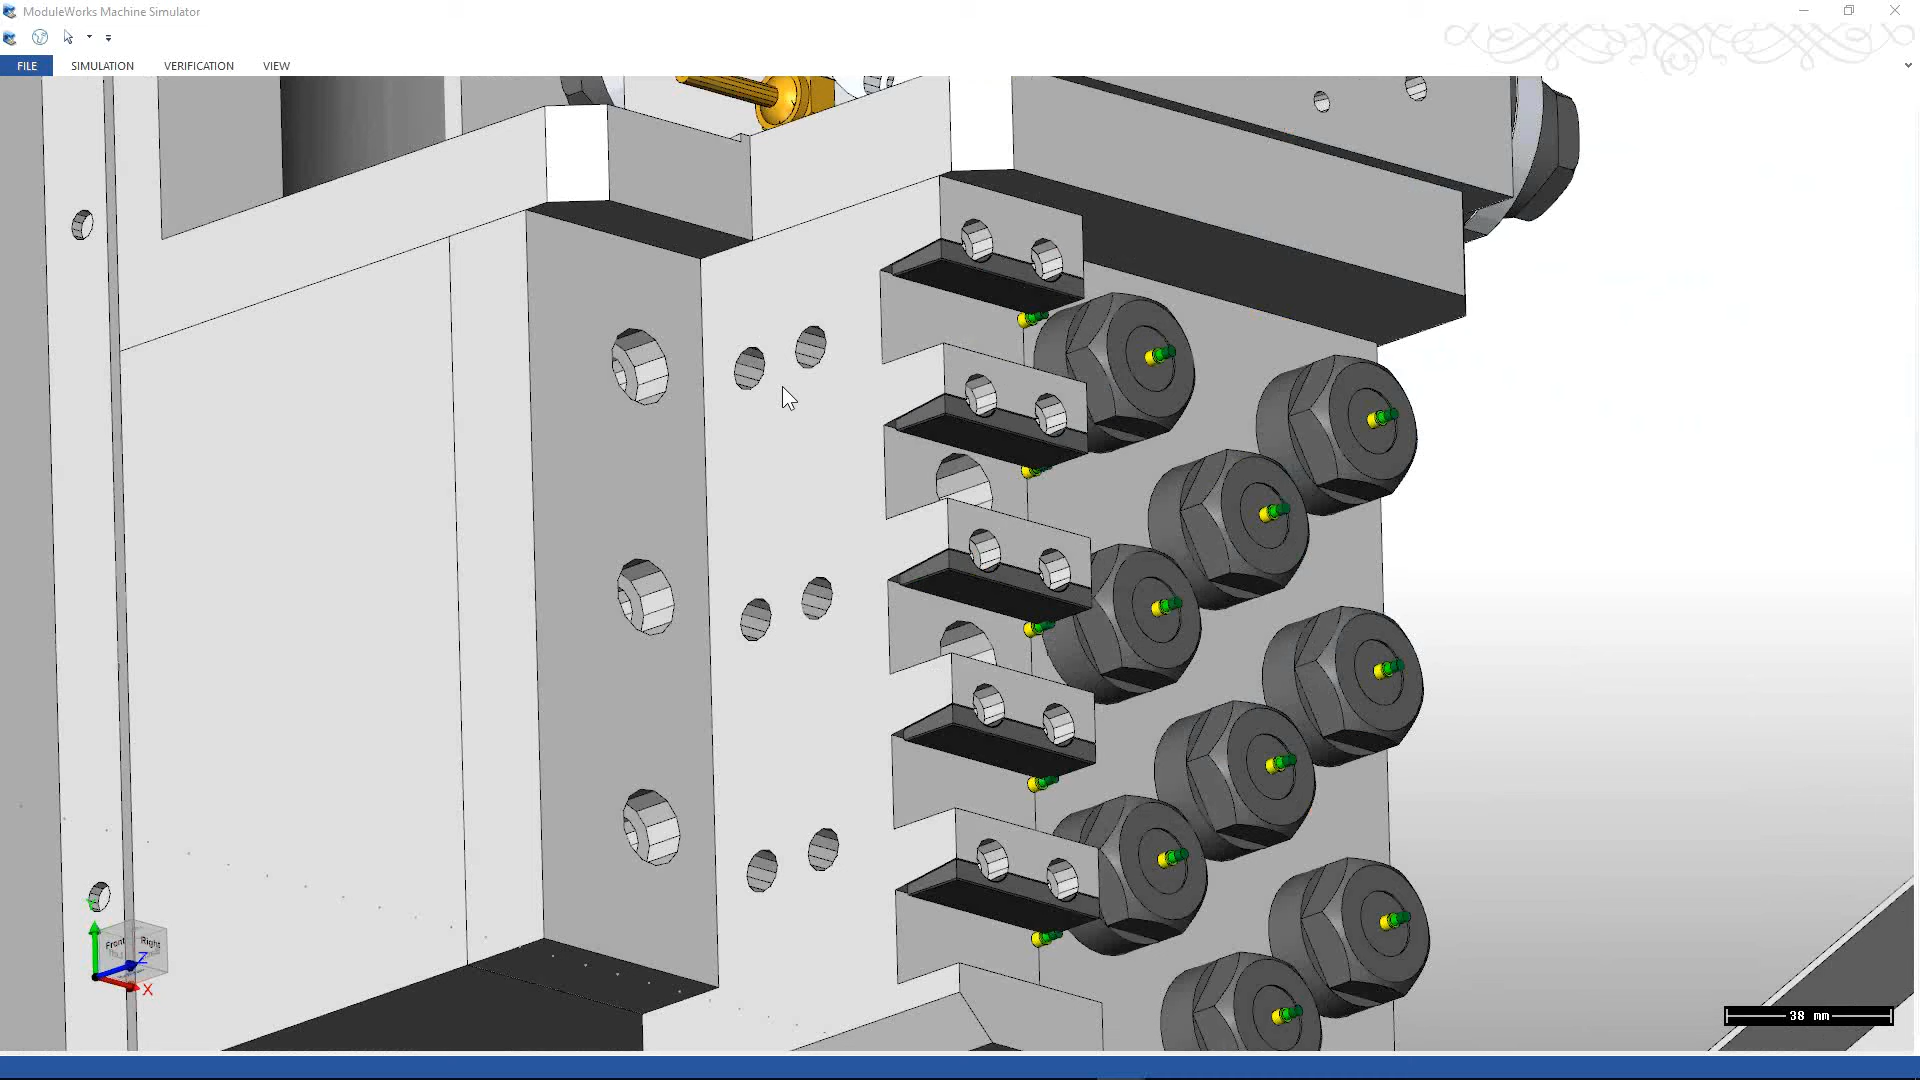 ModuleWorks Machine Simulator
FILE SIMULATION VERIFICATION VIEW
Front Right
Z
X
38 mm